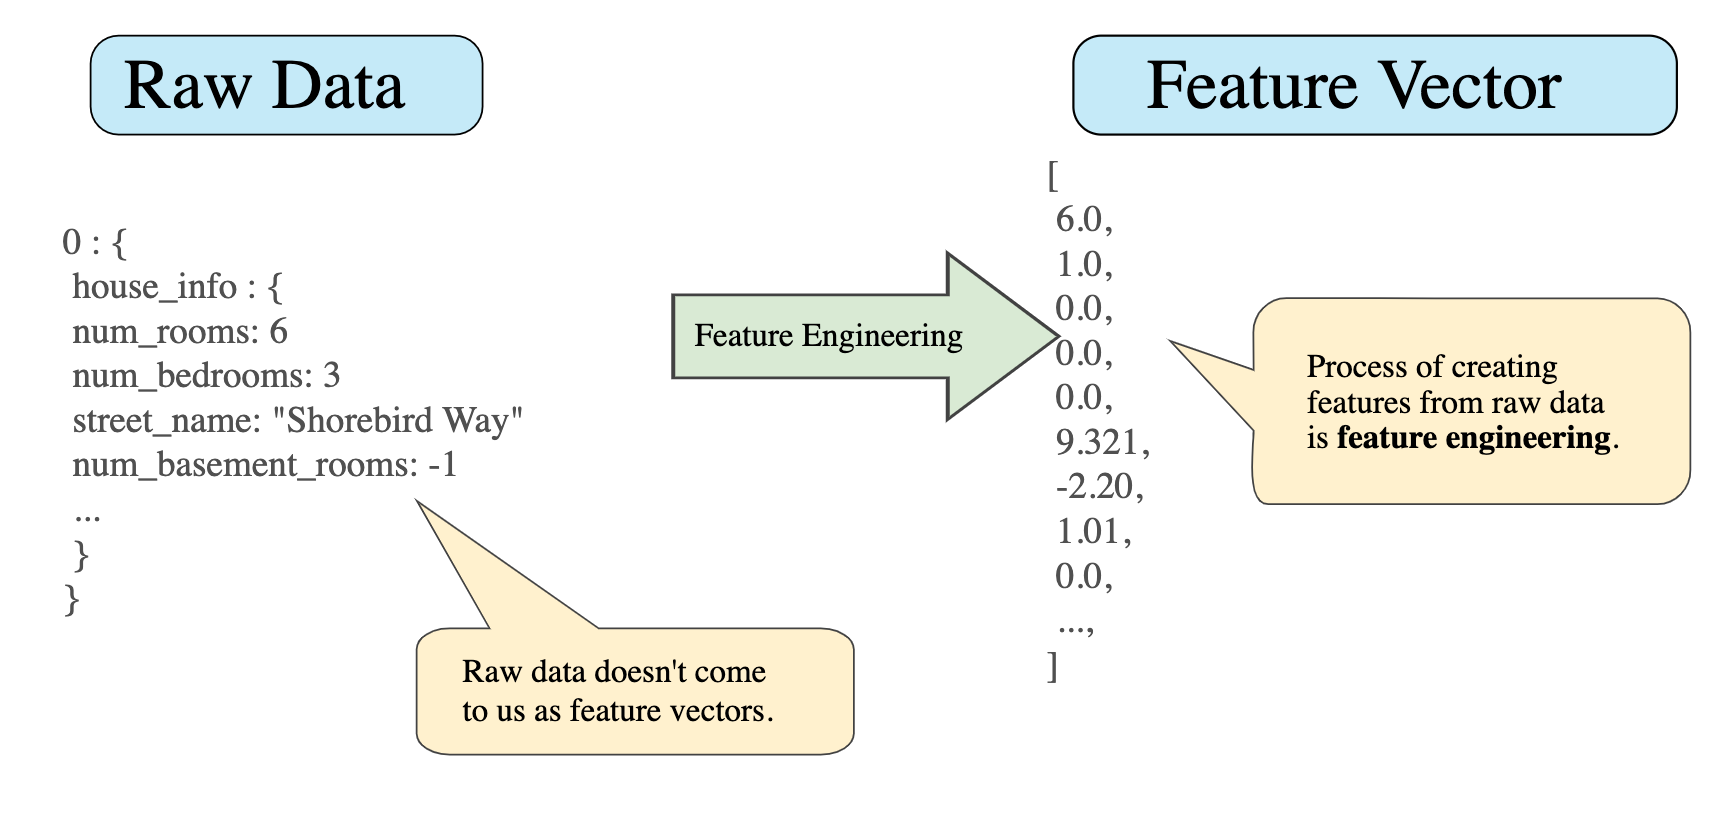 Raw Data
0 : {
house_info : {
num_rooms: 6
num_bedrooms: 3
street_name: "Shorebird Way"
num_basement_rooms: -1
...
}
}
Raw data doesn't come
to us as feature vectors.
Feature Engineering
Feature Vector
[
6.0,
1.0,
0.0,
0.0,
0.0,
9.321,
-2.20,
1.01,
0.0,
...,
]
Process of creating
features from raw data
is feature engineering.